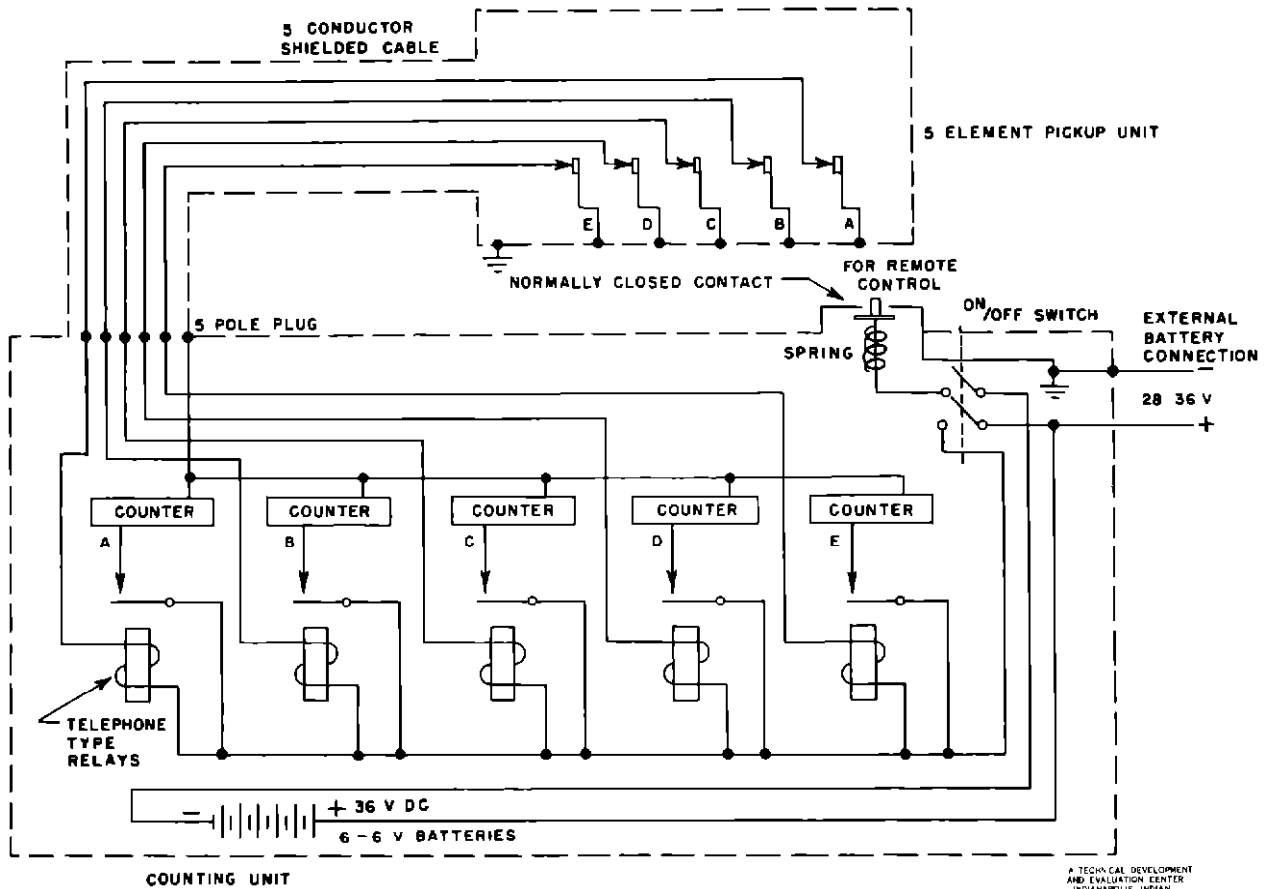 5 CONDUCTOR
SHIELDED CABLE
5 ELEMENT PICKUP UNIT
E
D
C
B
A
NORMALLY CLOSED CONTACT
FOR REMOTE
CONTROL
ON
/OFF SWITCH
5 POLE PLUG
SPRING
EXTERNAL
BATTERY
CONNECTION
−
28 36 V
+
COUNTER
COUNTER
COUNTER
COUNTER
COUNTER
A
B
C
D
E
TELEPHONE
TYPE
RELAYS
− + 36 V DC
6 - 6 V BATTERIES
COUNTING UNIT
TECHNICAL DEVELOPMENT
AND EVALUATION CENTER